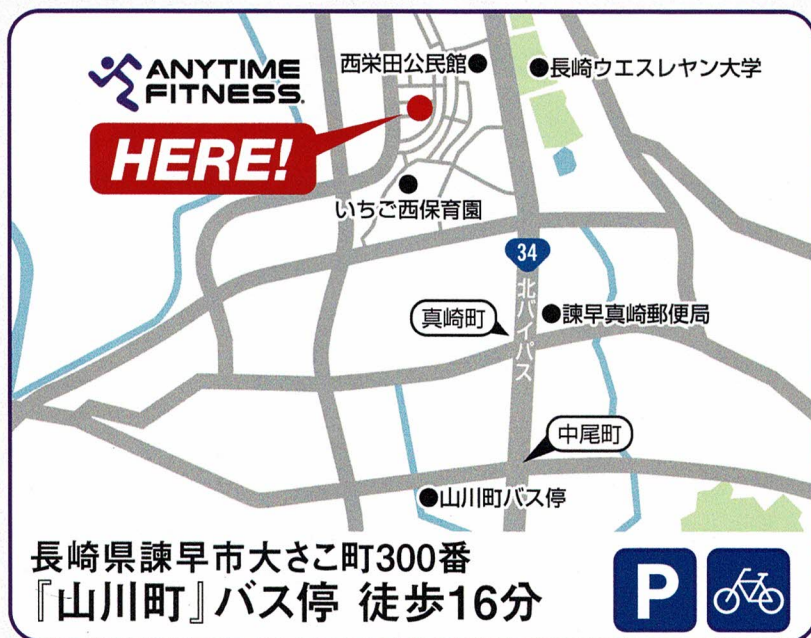 ANYTIME
FITNESS.
HERE!
西栄田公民館
長崎ウエスレヤン大学
いちご西保育園
34
北バイパス
真崎町
諫早真崎郵便局
中尾町
山川町バス停
長崎県諫早市大さこ町300番
『山川町』バス停 徒歩16分
P